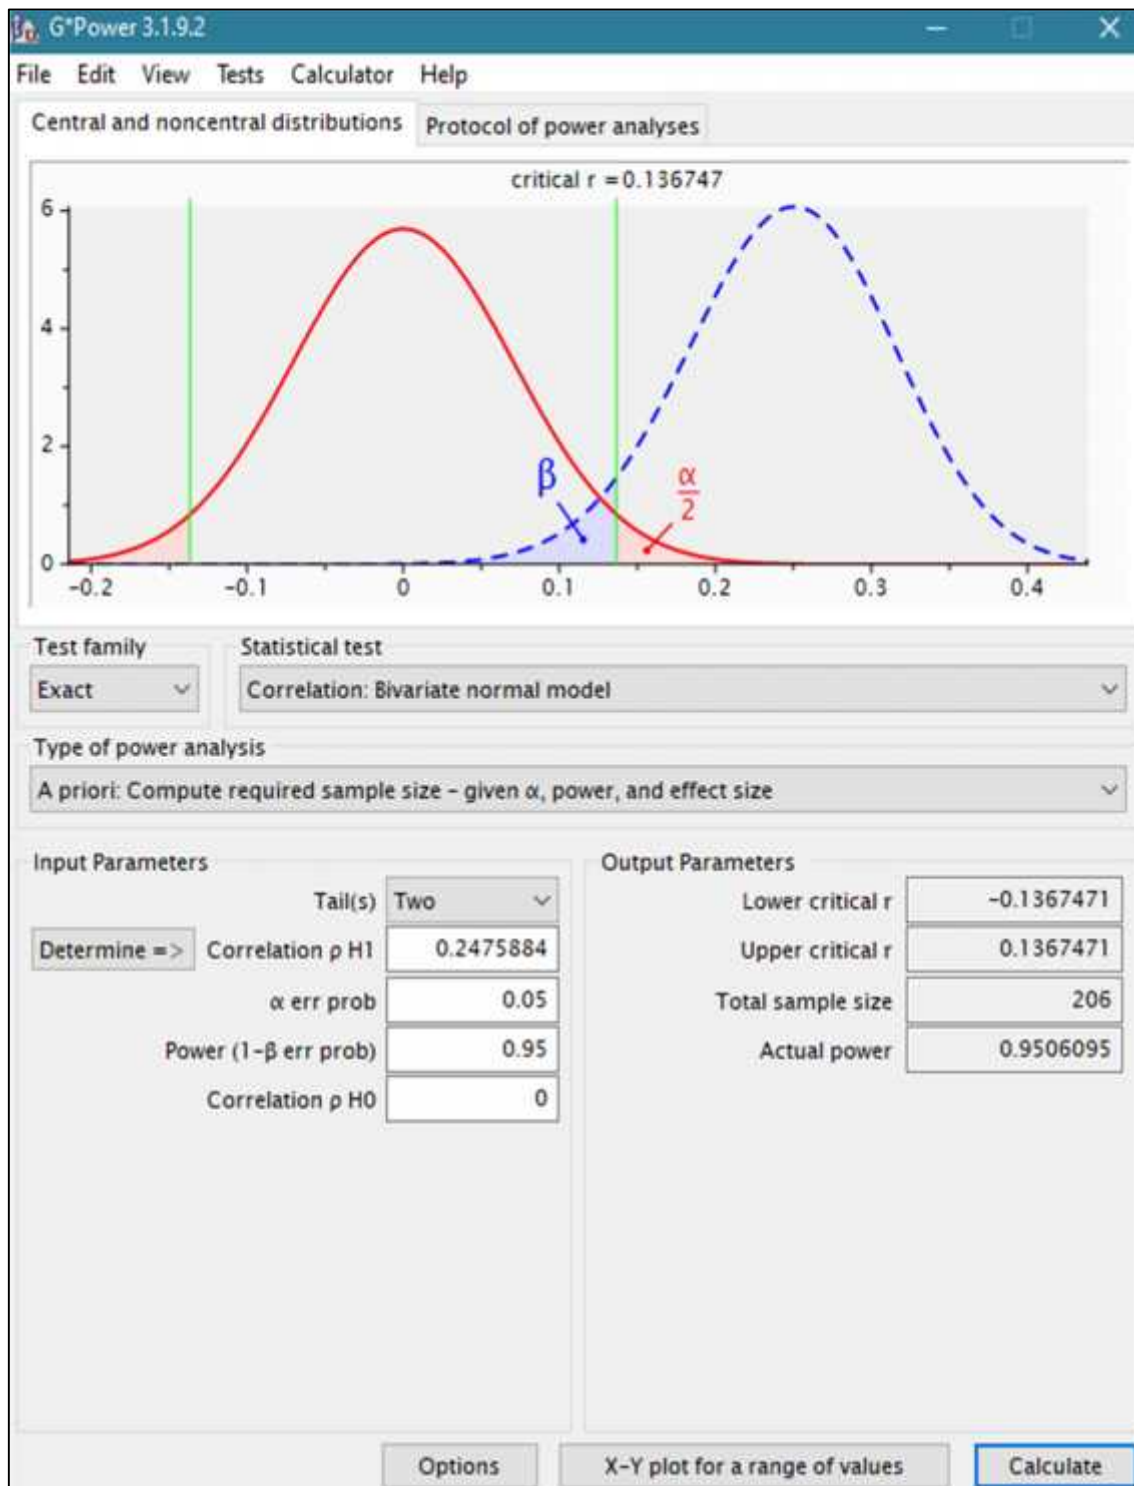 G*Power 3.1.9.2
File Edit View Tests Calculator Help
Central and noncentral distributions Protocol of power analyses
critical r = 0.136747
6
4
2
0
β
α
2
-0.2 -0.1 0 0.1 0.2 0.3 0.4
Test family Statistical test
Exact Correlation: Bivariate normal model
Type of power analysis
A priori: Compute required sample size - given α, power, and effect size
Input Parameters Output Parameters
Tail(s) Two Lower critical r -0.1367471
Determine => Correlation ρ H1 0.2475884 Upper critical r 0.1367471
α err prob 0.05 Total sample size 206
Power (1-β err prob) 0.95 Actual power 0.9506095
Correlation ρ H0 0
Options X-Y plot for a range of values Calculate